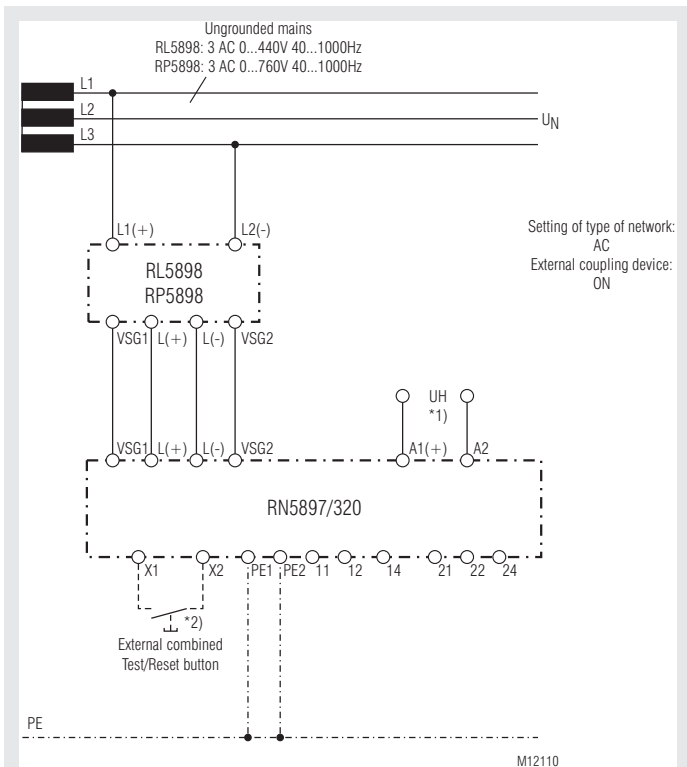 Ungrounded mains
RL5898: 3 AC 0...440V 40...1000Hz
RP5898: 3 AC 0...760V 40...1000Hz
L1
L2
UN
L3
L1(+) L2(-)
Setting of type of network:
AC
External coupling device:
ON
RL5898
RP5898
VSG1 L(+) L(-) VSG2
UH
*1)
VSG1 L(+) L(-) VSG2 A1(+) A2
RN5897/320
X1 X2 PE1 PE2 11 12 14 21 22 24
*2)
External combined
Test/Reset button
PE
M12110